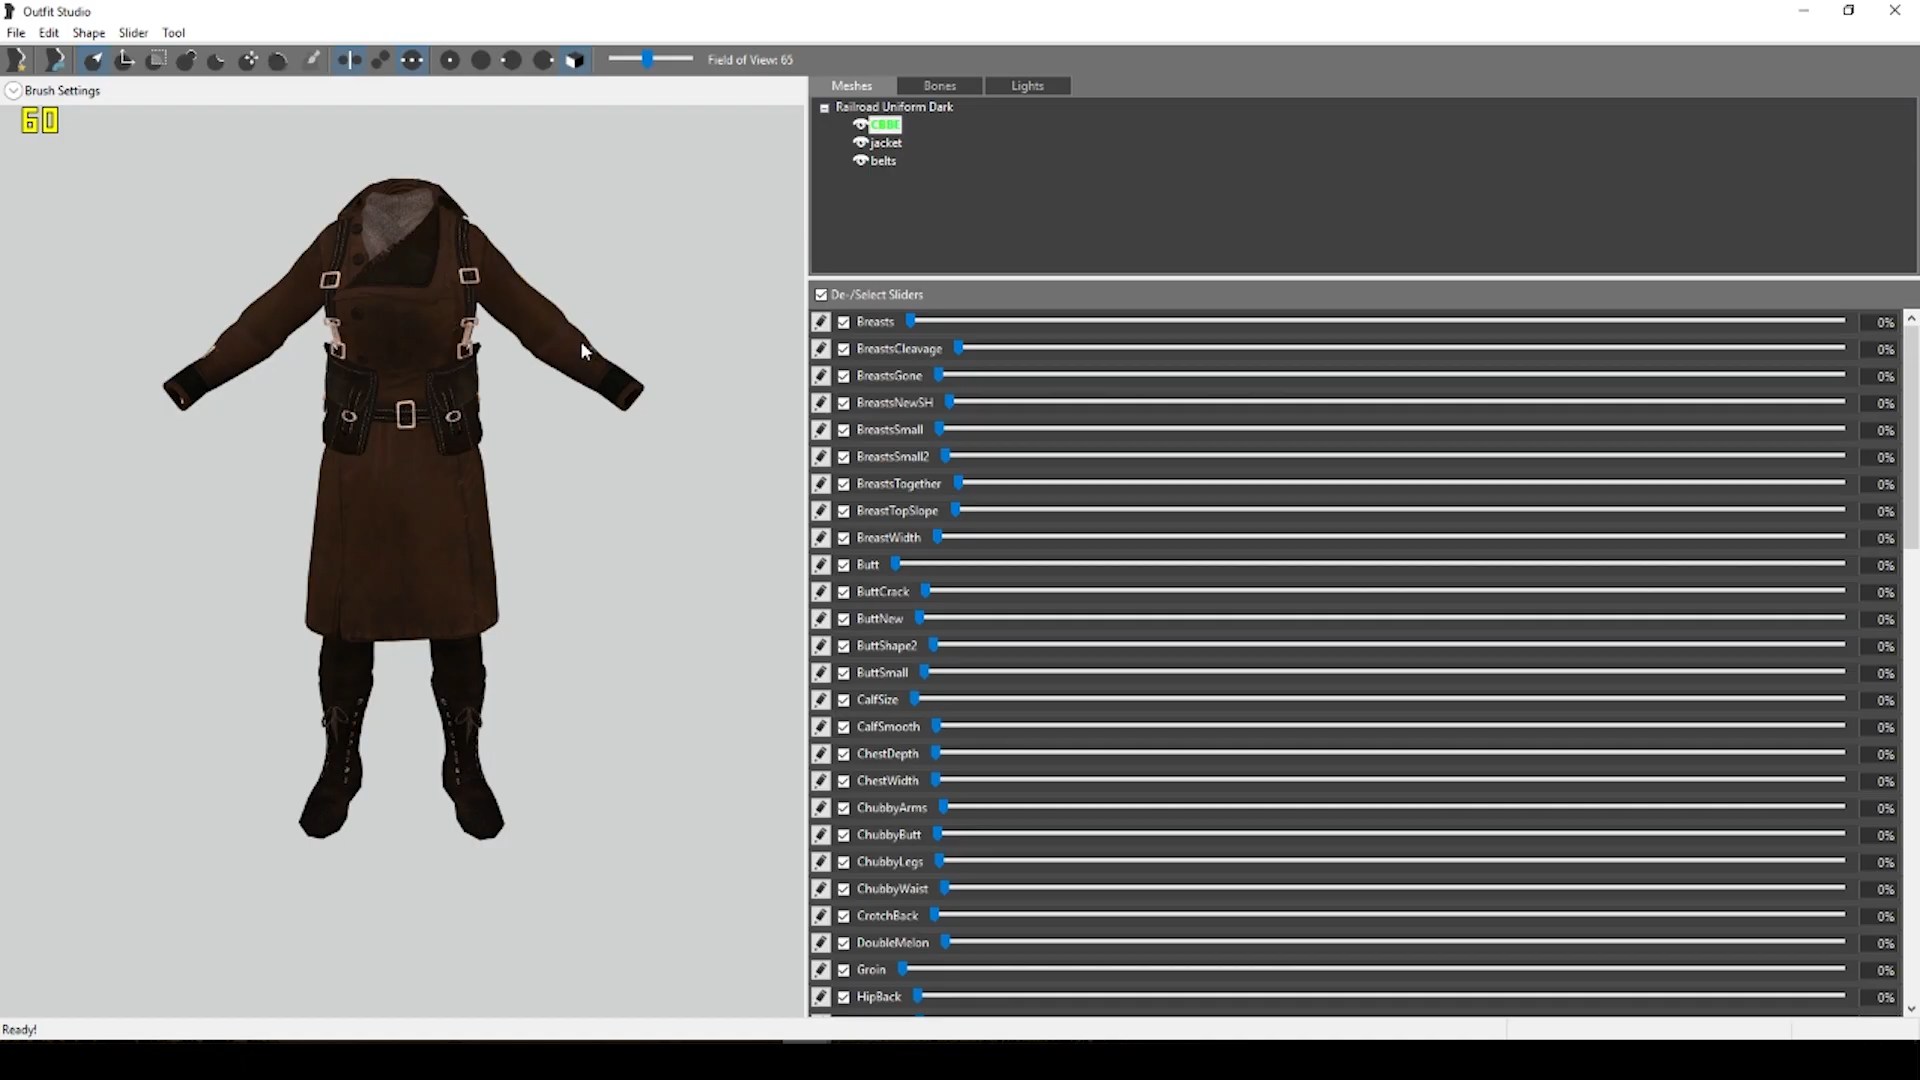 Outfit Studio
File Edit Shape Slider Tool
Field of View: 65
Brush Settings
60
Meshes Bones Lights
Railroad Uniform Dark
CBBE
jacket
belts
De-/Select Sliders
Breasts 0%
BreastsCleavage 0%
BreastsGone 0%
BreastsNewSH 0%
BreastsSmall 0%
BreastsSmall2 0%
BreastsTogether 0%
BreastTopSlope 0%
BreastWidth 0%
Butt 0%
ButtCrack 0%
ButtNew 0%
ButtShape2 0%
ButtSmall 0%
CalfSize 0%
CalfSmooth 0%
ChestDepth 0%
ChestWidth 0%
ChubbyArms 0%
ChubbyButt 0%
ChubbyLegs 0%
ChubbyWaist 0%
CrotchBack 0%
DoubleMelon 0%
Groin 0%
HipBack 0%
Ready!